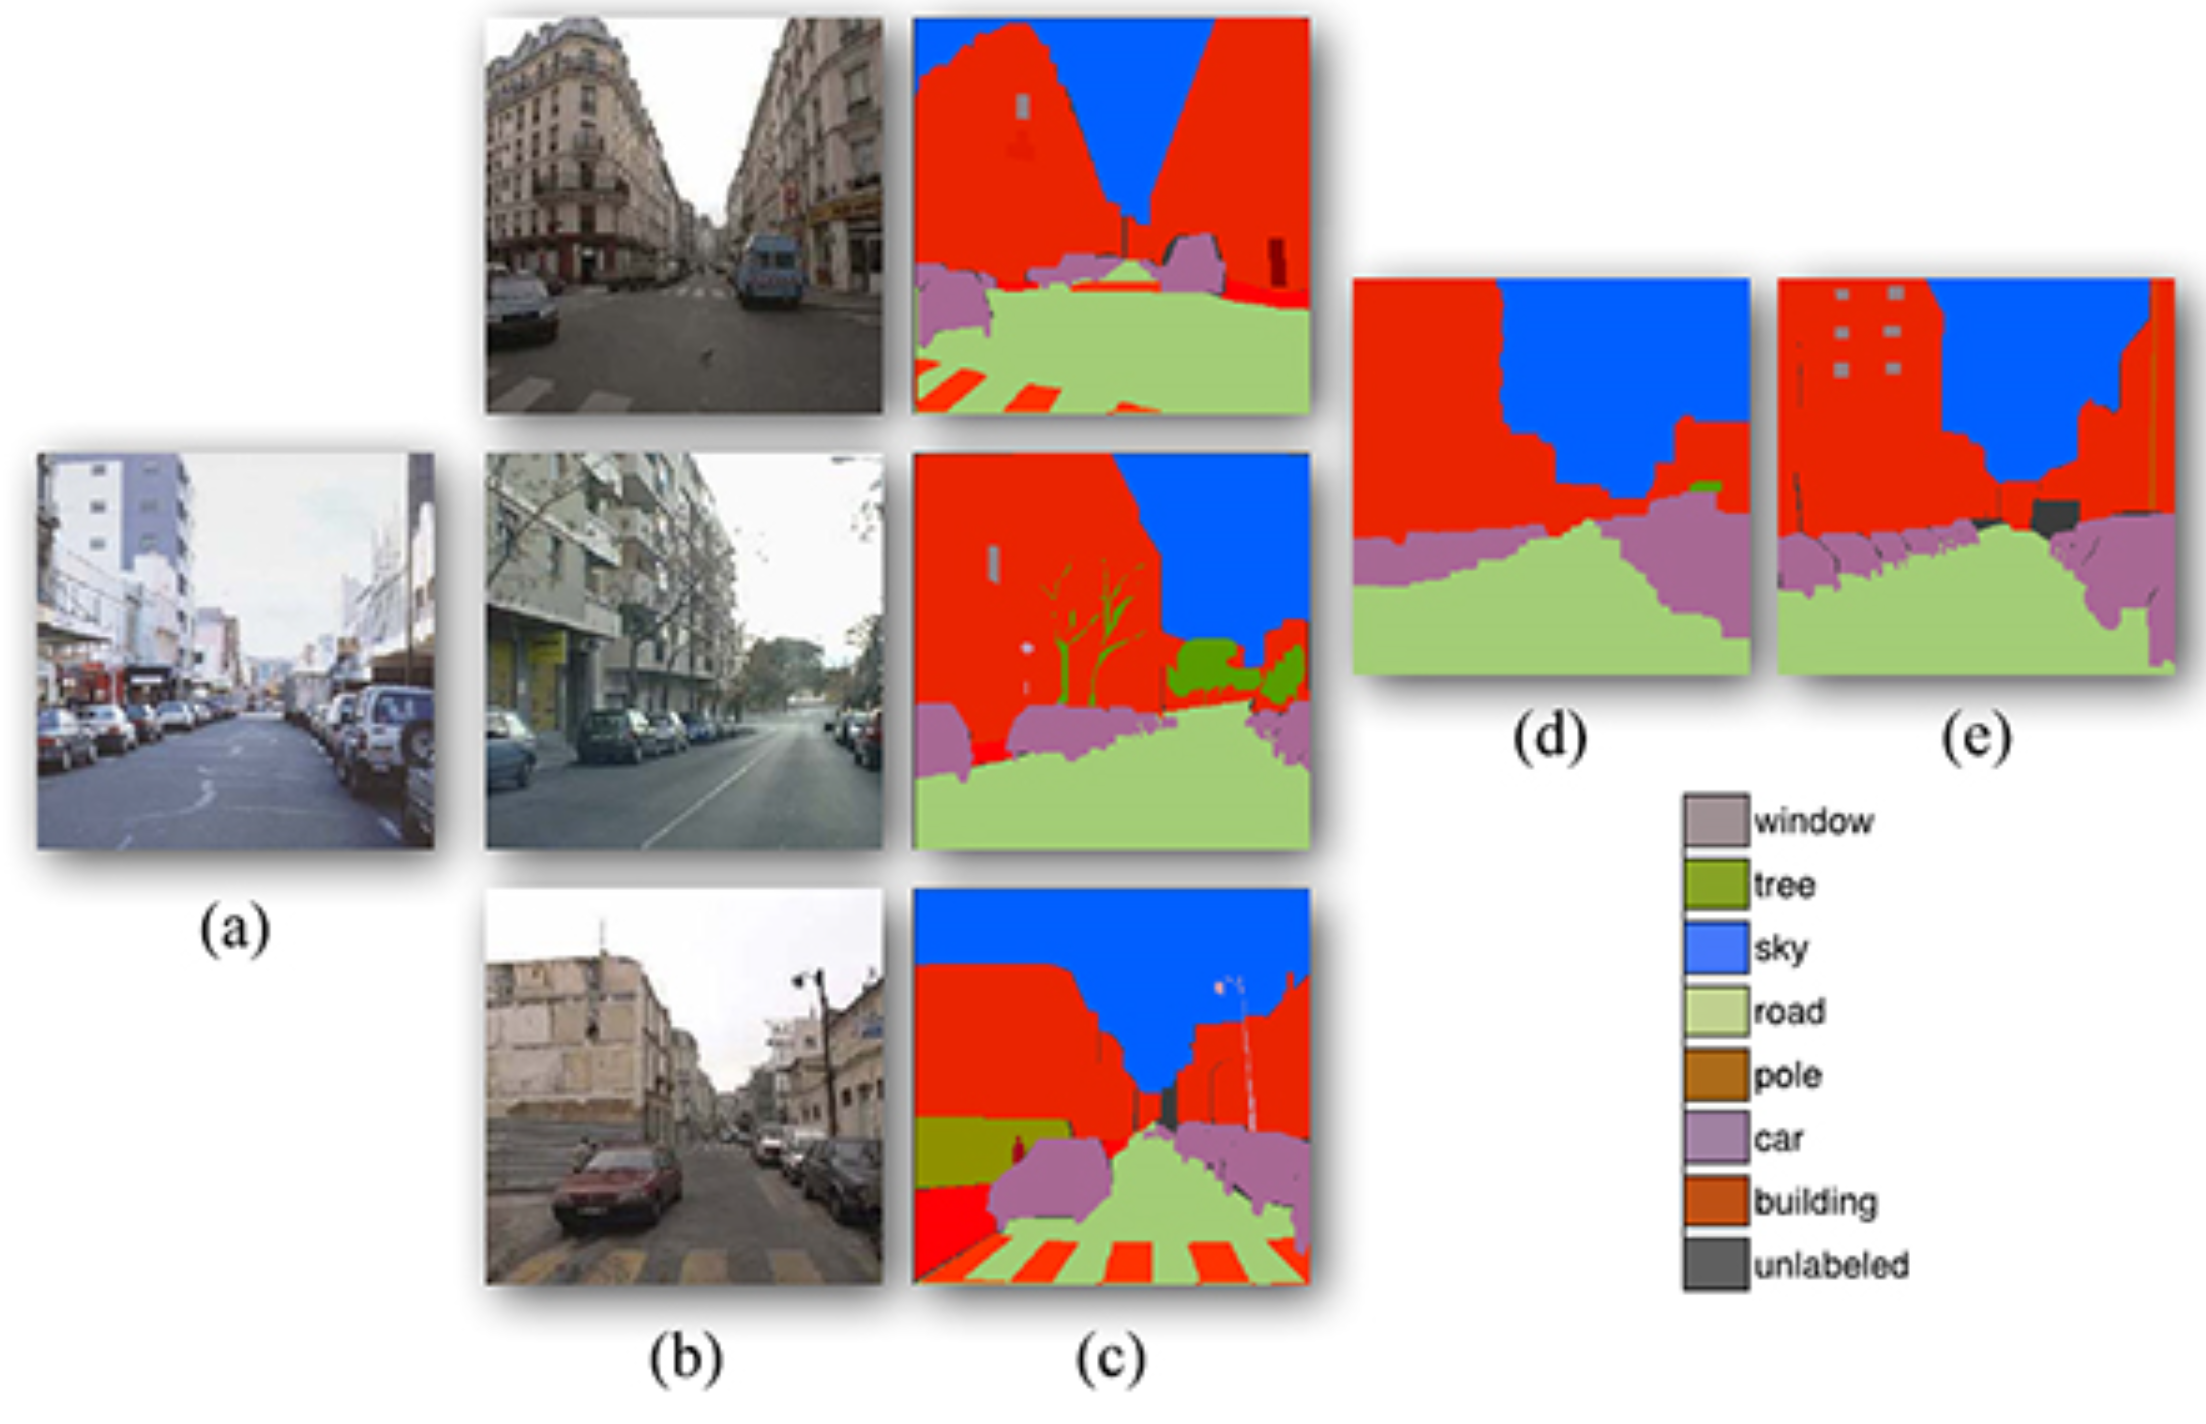 (a)
(b)
(c)
(d)
(e)
window
tree
sky
road
pole
car
building
unlabeled